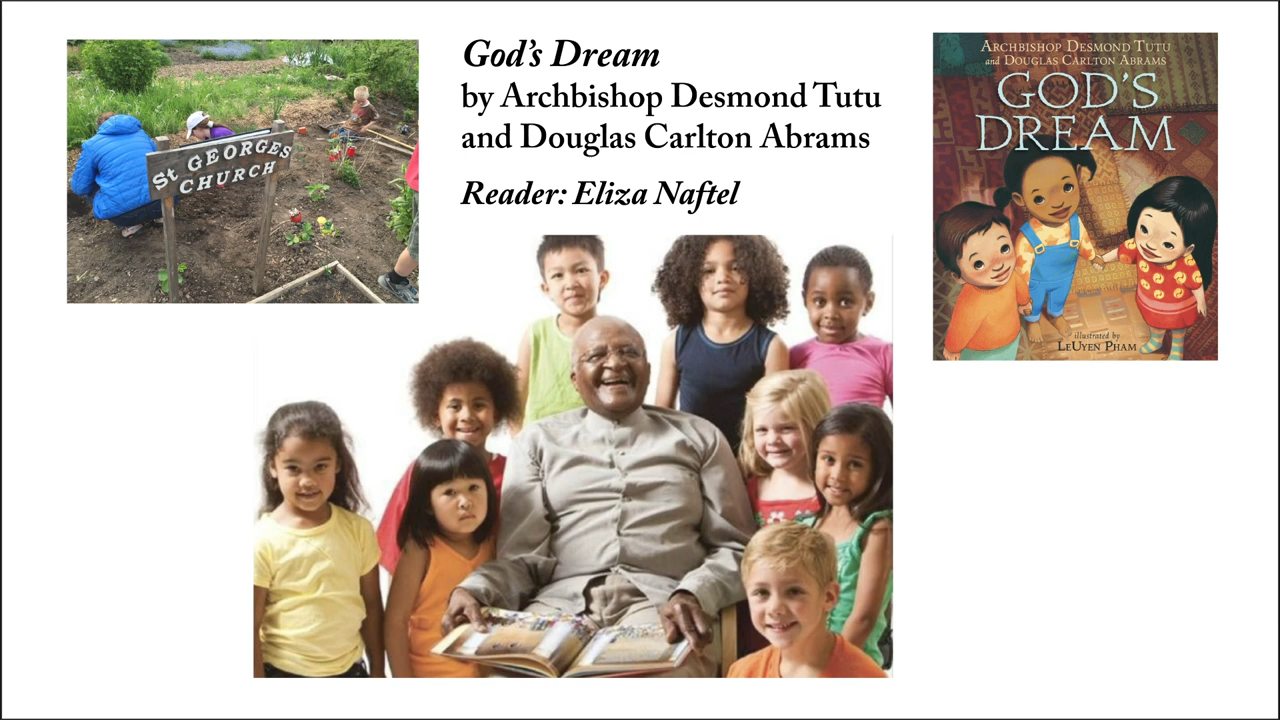 St GEORGES
CHURCH
God's Dream
by Archbishop Desmond Tutu
and Douglas Carlton Abrams
Reader: Eliza Naftel
ARCHBISHOP DESMOND TUTU
and DOUGLAS CARLTON ABRAMS
GOD'S
DREAM
illustrated by
LEUYEN PHAM